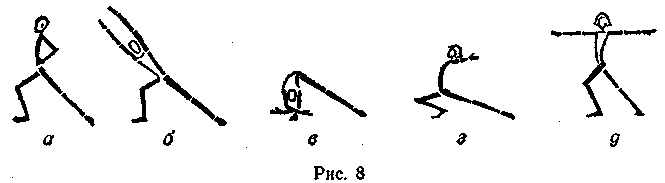 а б в г д
Рис. 8